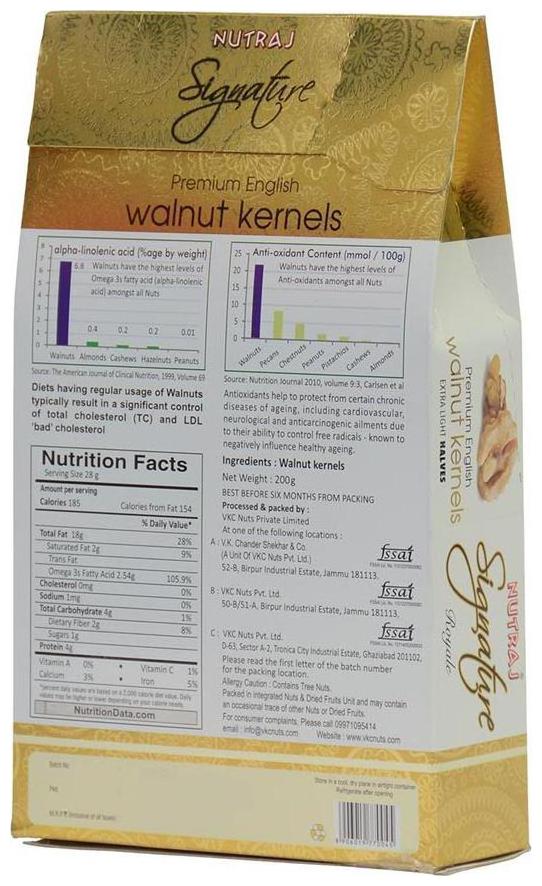 NUTRAJ
Signature
Premium English
walnut kernels
alpha-linolenic acid (%age by weight)
8
7
6
5
4
3
2
1
0
6.8
Walnuts have the highest levels of
Omega 3s fatty acid (alpha-linolenic
acid) amongst all Nuts
0.4 0.2 0.2 0.01
Walnuts Almonds Cashews Hazelnuts Peanuts
Source: The American Journal of Clinical Nutrition, 1999, Volume 69
Diets having regular usage of Walnuts
typically result in a significant control
of total cholesterol (TC) and LDL
'bad' cholesterol
Nutrition Facts
Serving Size 28 g
Amount per serving
Calories 185 Calories from Fat 154
% Daily Value*
Total Fat 18g 28%
Saturated Fat 2g 9%
Trans Fat
Omega 3s Fatty Acid 2.54g 105.9%
Cholesterol 0mg 0%
Sodium 1mg 0%
Total Carbohydrate 4g 1%
Dietary Fiber 2g 8%
Sugars 1g
Protein 4g
Vitamin A 0% • Vitamin C 1%
Calcium 3% • Iron 5%
*percent daily values are based on a 2,000 calorie diet value. Daily
values may be higher or lower depending on your calorie needs.
NutritionData.com
Anti-oxidant Content (mmol / 100g)
25
20
15
10
5
0
Walnuts have the highest of
Anti-oxidants amongst all Nuts
Walnuts Pecans Chestnuts Peanuts Pistachios Cashews Almonds
Source: Nutrition Journal 2010, volume 9:3, Carlsen et al
Antioxidants help to protect from certain chronic
diseases of ageing, including cardiovascular,
neurological and anticarcinogenic ailments due
to their ability to control free radicals - known to
negatively influence healthy ageing.
Ingredients : Walnut kernels
Net Weight : 200g
BEST BEFORE SIX MONTHS FROM PACKING
Processed & packed by :
VKC Nuts Private Limited
At one of the following locations :
A : V.K. Chander Shekhar & Co.
(A Unit Of VKC Nuts Pvt. Ltd.)
52-B, Birpur Industrial Estate, Jammu 181113.
fssai
B : VKC Nuts Pvt. Ltd.
50-B/51-A, Birpur Industrial Estate, Jammu 181113,
fssai
C : VKC Nuts Pvt. Ltd.
D-63, Sector A-2, Tronica City Industrial Estate, Ghaziabad 201102,
fssai
Please read the first letter of the batch number
for the packing location.
Allergy Caution : Contains Tree Nuts.
Packed in Integrated Nuts & Dried Fruits Unit and may contain
an occasional trace of other Nuts or Dried Fruits.
For consumer complaints. Please call 09971095414
email : info@vkcnuts.com Website : www.vkcnuts.com
Batch No
Pkd
M.R.P.₹ (Inclusive of all taxes)
Store in a cool, dry place in airtight container
Refrigerate after opening
Premium English
walnut kernels
EXTRA LIGHT HALVES
NUTRAJ
Signature
Royale